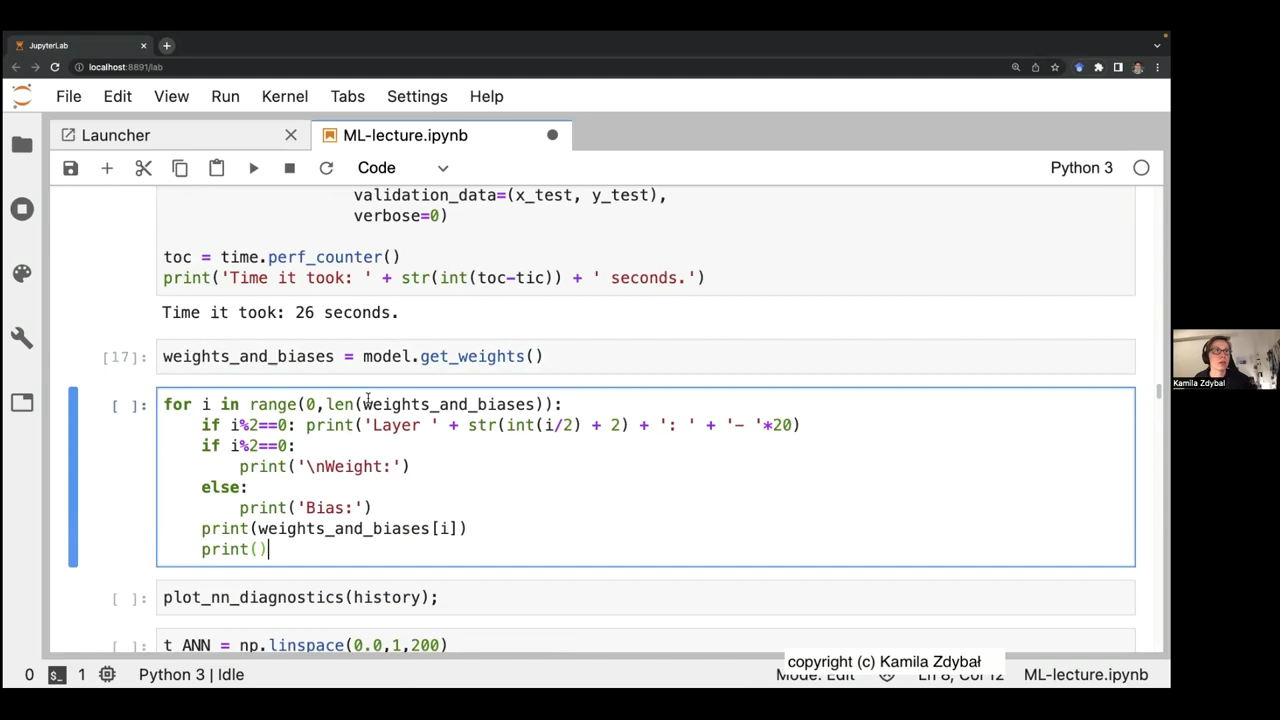 JupyterLab
localhost:8891/lab
File Edit View Run Kernel Tabs Settings Help
Launcher
ML-lecture.ipynb
Code
Python 3
validation_data=(x_test, y_test),
verbose=0)
toc = time.perf_counter()
print('Time it took: ' + str(int(toc-tic)) + ' seconds.')
Time it took: 26 seconds.
[17]: weights_and_biases = model.get_weights()
[ ]: for i in range(0,len(weights_and_biases)):
if i%2==0: print('Layer ' + str(int(i/2) + 2) + ': ' + '- '*20)
if i%2==0:
print('\nWeight:')
else:
print('Bias:')
print(weights_and_biases[i])
print()
[ ]: plot_nn_diagnostics(history);
[ ]: t_ANN = np.linspace(0.0,1,200)
copyright (c) Kamila Zdybał
0 1 Python 3 | Idle Mode: Edit Ln 8, Col 12 ML-lecture.ipynb
Kamila Zdybal